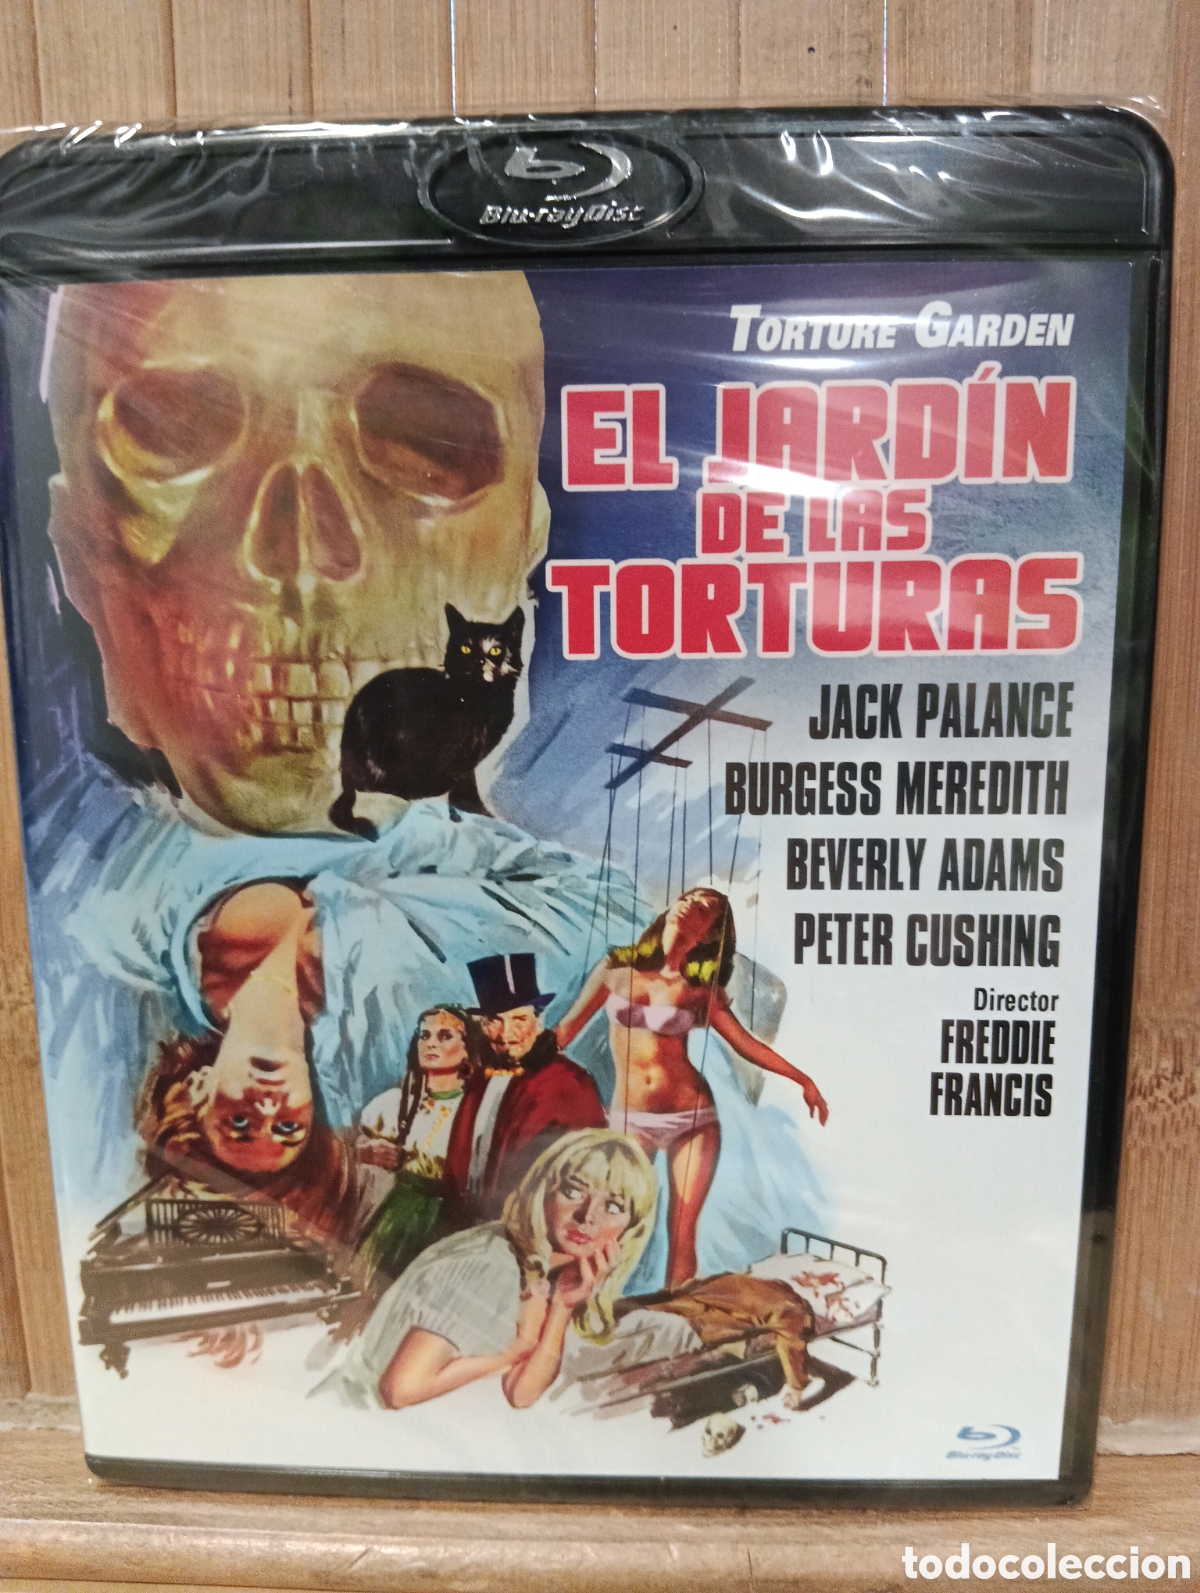 Blu-ray Disc
TORTURE GARDEN
EL JARDÍN
DE LAS
TORTURAS
JACK PALANCE
BURGESS MEREDITH
BEVERLY ADAMS
PETER CUSHING
Director
FREDDIE
FRANCIS
Blu-ray Disc
todocoleccion